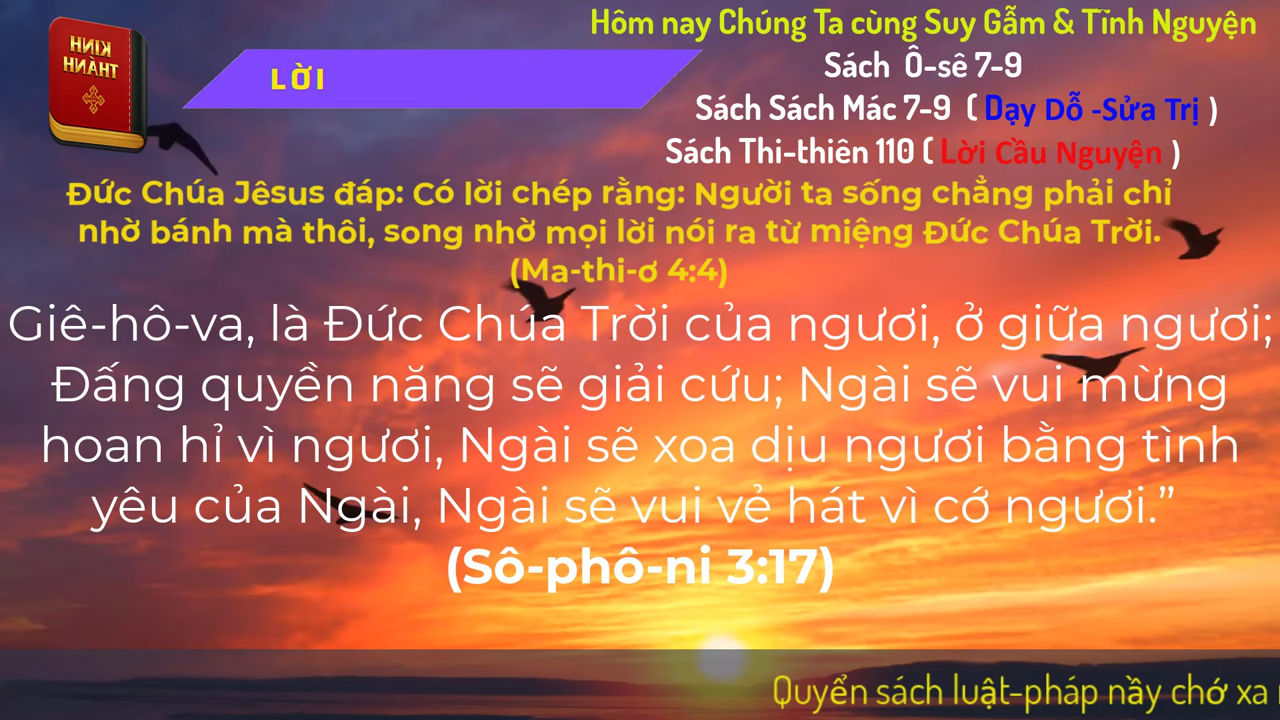 KINH
THÀNH
LỜI
Hôm nay Chúng Ta cùng Suy Gẫm & Tĩnh Nguyện
Sách Ô-sê 7-9
Sách Sách Mác 7-9 ( Dạy Dỗ -Sửa Trị )
Sách Thi-thiên 110 ( Lời Cầu Nguyện )
Đức Chúa Jêsus đáp: Có lời chép rằng: Người ta sống chẳng phải chỉ
nhờ bánh mà thôi, song nhờ mọi lời nói ra từ miệng Đức Chúa Trời.
(Ma-thi-ơ 4:4)
Giê-hô-va, là Đức Chúa Trời của ngươi, ở giữa ngươi;
Đấng quyền năng sẽ giải cứu; Ngài sẽ vui mừng
hoan hỉ vì ngươi, Ngài sẽ xoa dịu ngươi bằng tình
yêu của Ngài, Ngài sẽ vui vẻ hát vì cớ ngươi.”
(Sô-phô-ni 3:17)
Quyển sách luật-pháp nầy chớ xa